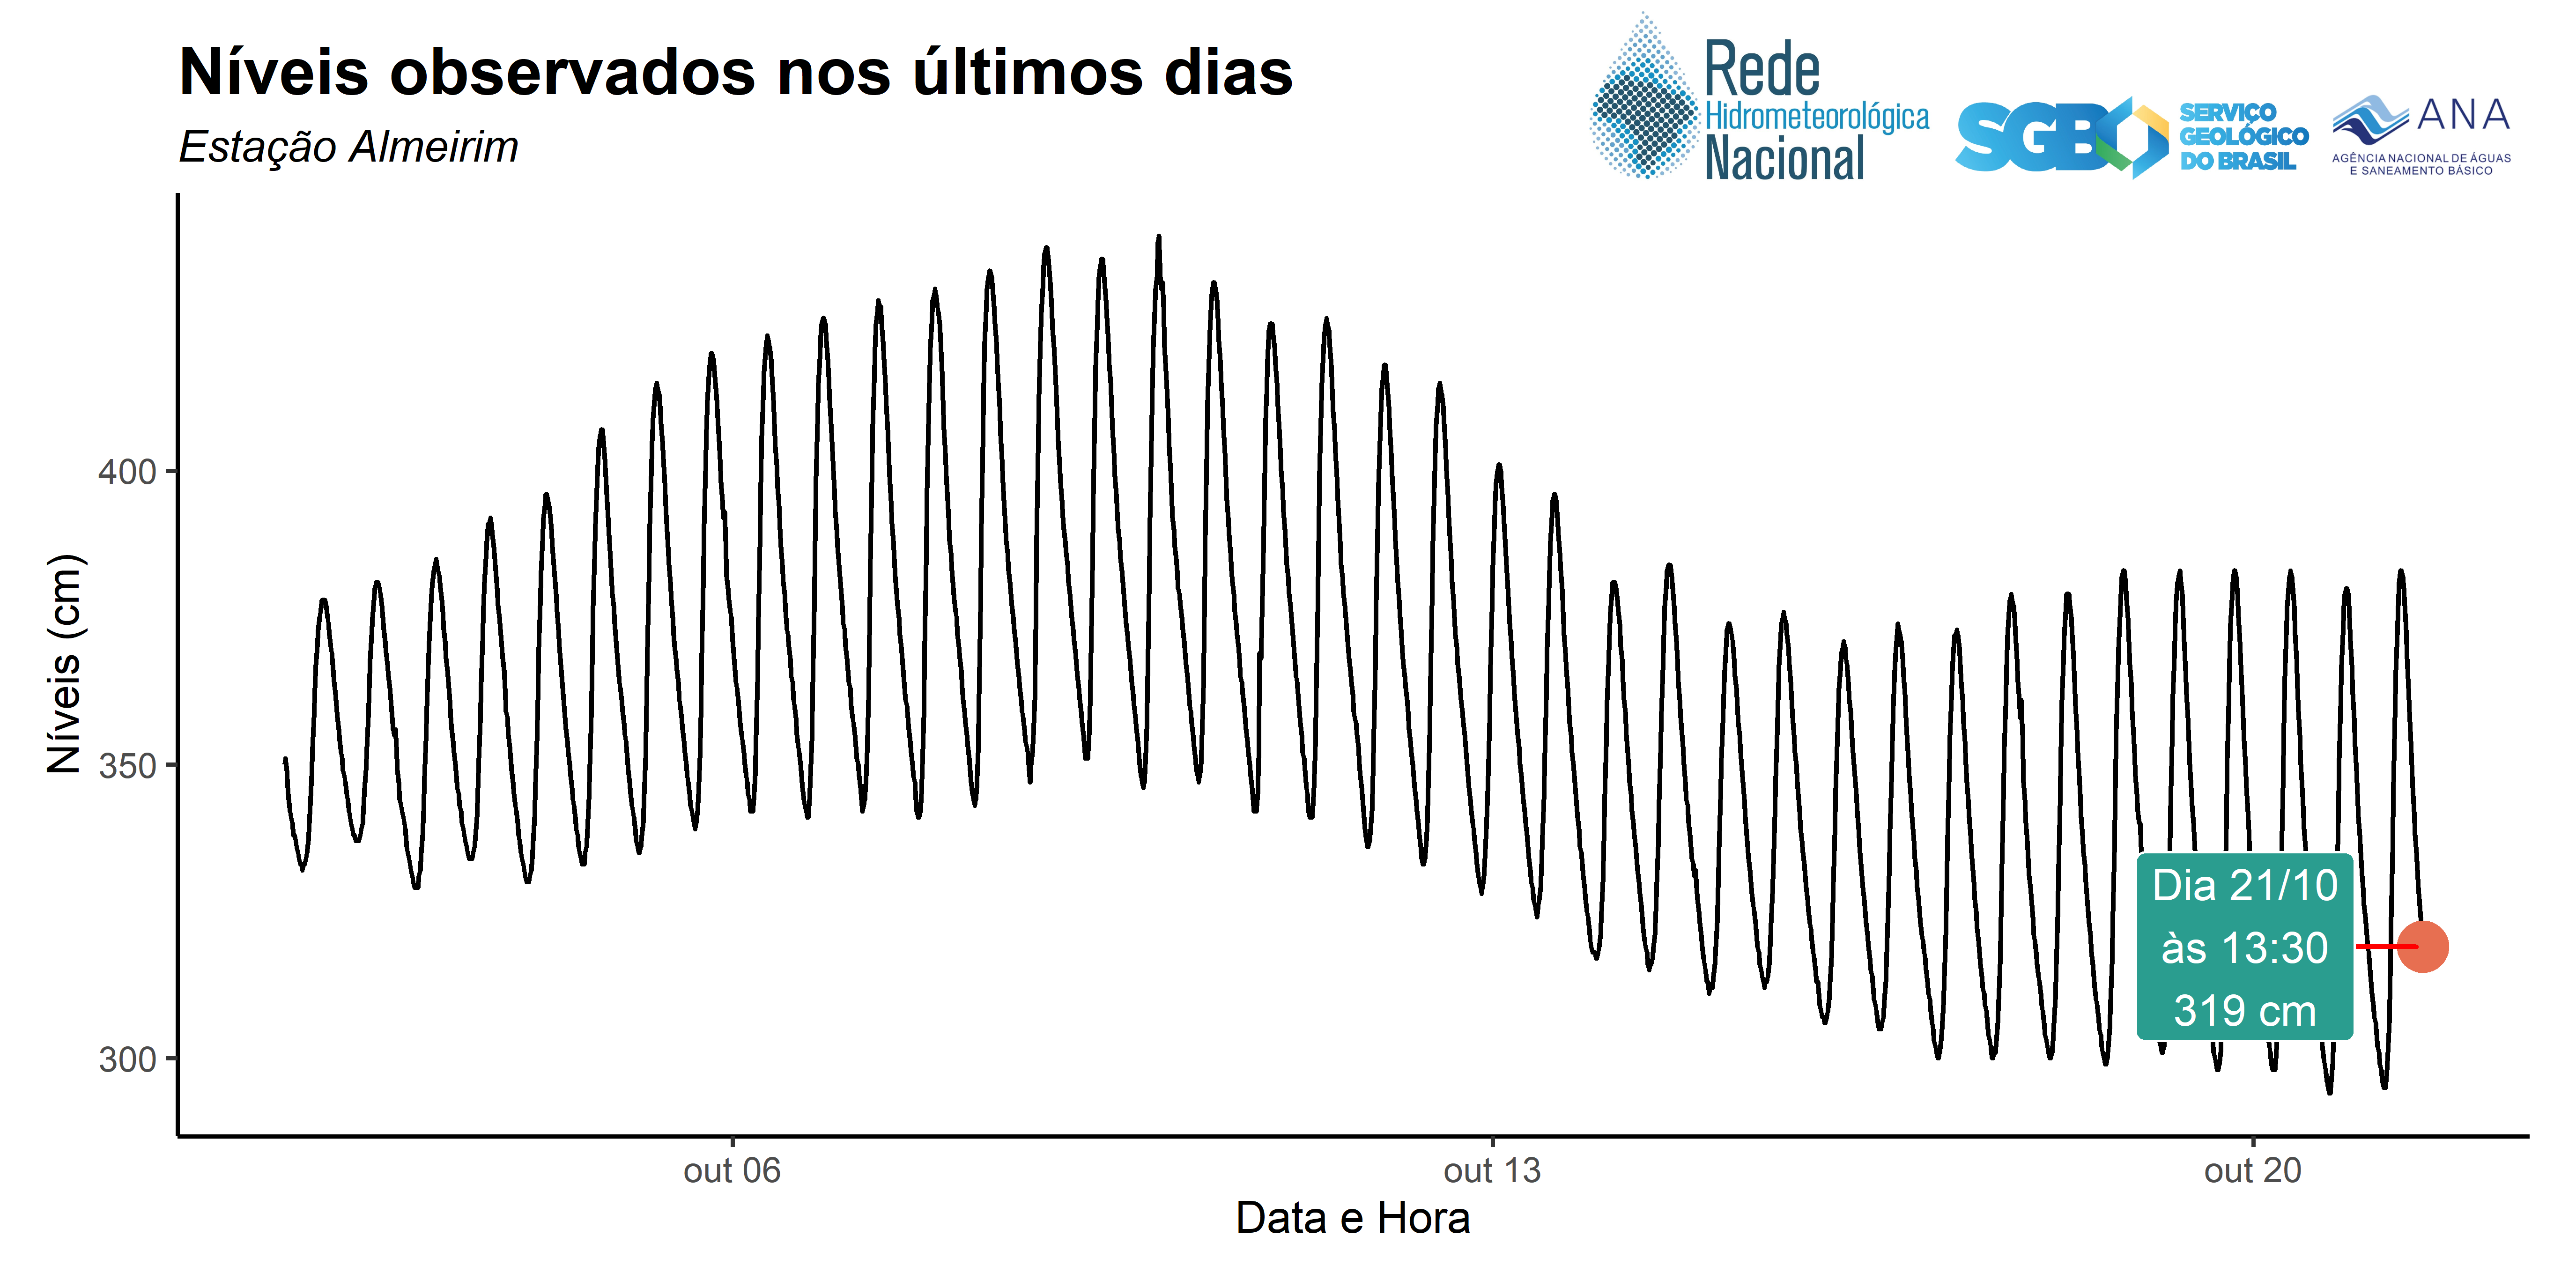 Níveis observados nos últimos dias
Estação Almeirim
Rede
Hidrometeorológica
Nacional
SGB
SERVIÇO
GEOLÓGICO
DO BRASIL
ANA
AGÊNCIA NACIONAL DE ÁGUAS
E SANEAMENTO BÁSICO
Níveis (cm)
400
350
300
Dia 21/10
às 13:30
319 cm
out 06
out 13
out 20
Data e Hora